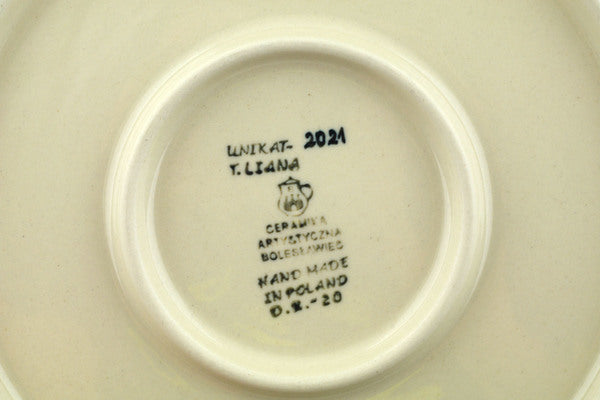 UNIKAT- 2021
T. LIANA
CERAMIKA
ARTYSTYCZNA
BOLESŁAWIEC
HAND MADE
IN POLAND
D.R.-20